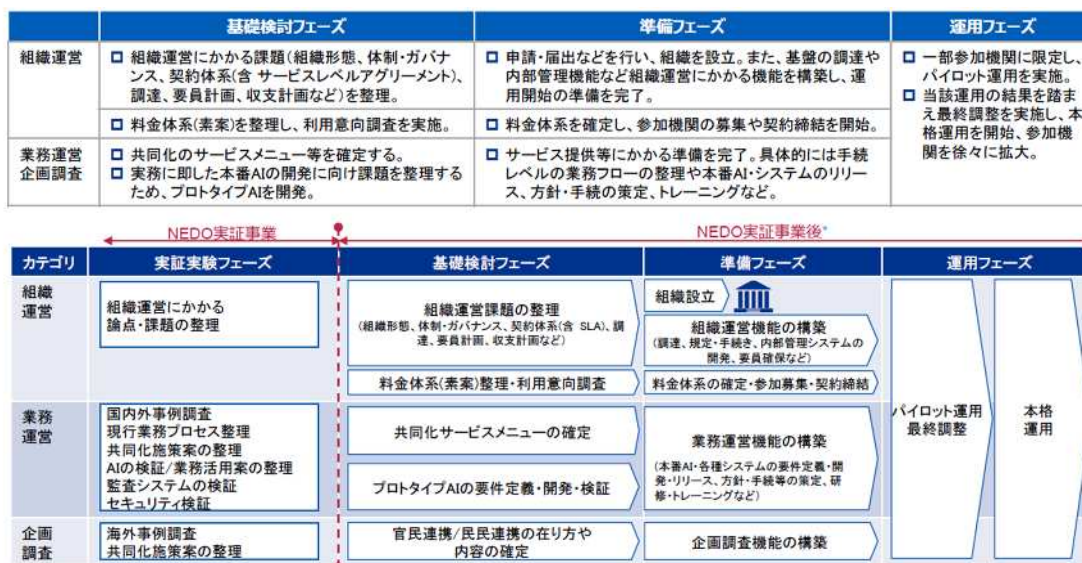 基礎検討フェーズ
準備フェーズ
運用フェーズ
組織運営
組織運営にかかる課題(組織形態、体制・ガバナ
ンス、契約体系(含 サービスレベルアグリーメント)、
調達、要員計画、収支計画など)を整理。
申請・届出などを行い、組織を設立。また、基盤の調達や
内部管理機能など組織運営にかかる機能を構築し、運
用開始の準備を完了。
一部参加機関に限定し、
パイロット運用を実施。
当該運用の結果を踏ま
え最終調整を実施し、本
格運用を開始、参加機
関を徐々に拡大。
料金体系(素案)を整理し、利用意向調査を実施。
料金体系を確定し、参加機関の募集や契約締結を開始。
業務運営
企画調査
共同化のサービスメニュー等を確定する。
実務に即した本番AIの開発に向け課題を整理する
ため、プロトタイプAIを開発。
サービス提供等にかかる準備を完了。具体的には手続
レベルの業務フローの整理や本番AI・システムのリリー
ス、方針・手続の策定、トレーニングなど。
NEDO実証事業
NEDO実証事業後*
カテゴリ
実証実験フェーズ
基礎検討フェーズ
準備フェーズ
運用フェーズ
組織
運営
組織運営にかかる
論点・課題の整理
組織運営課題の整理
(組織形態、体制・ガバナンス、契約体系(含 SLA)、調
達、要員計画、収支計画など)
組織設立
組織運営機能の構築
(調達、規定・手続き、内部管理システムの
開発、要員確保など)
料金体系(素案)整理・利用意向調査
料金体系の確定・参加募集・契約締結
業務
運営
国内外事例調査
現行業務プロセス整理
共同化施策案の整理
AIの検証/業務活用案の整理
監査システムの検証
セキュリティ検証
共同化サービスメニューの確定
プロトタイプAIの要件定義・開発・検証
業務運営機能の構築
(本番AI・各種システムの要件定義・開
発・リリース、方針・手続等の策定、研
修・トレーニングなど)
パイロット運用
最終調整
本格
運用
企画
調査
海外事例調査
共同化施策案の整理
官民連携/民民連携の在り方や
内容の確定
企画調査機能の構築